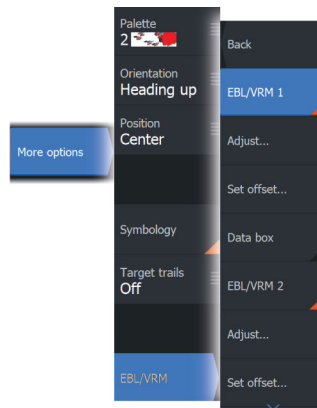 More options
Palette
2
Orientation
Heading up
Position
Center
Symbology
Target trails
Off
EBL/VRM
Back
EBL/VRM 1
Adjust...
Set offset...
Data box
EBL/VRM 2
Adjust...
Set offset...